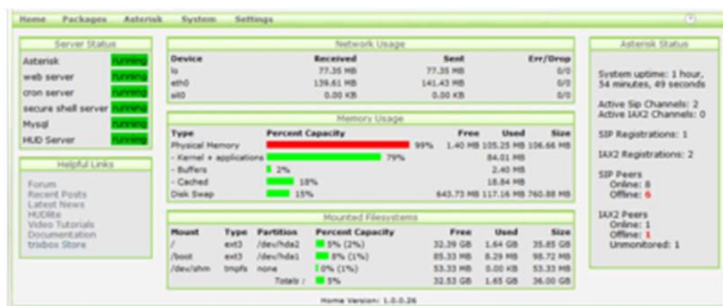 Home Packages Asterisk System Settings
Server Status
Asterisk running
web server running
cron server running
secure shell server running
Mysql running
HUD Server running
Helpful Links
Forum
Recent Posts
Latest News
HUDlite
Video Tutorials
Documentation
trixbox Store
Network Usage
Device Received Sent Err/Drop
lo 77.35 MB 77.35 MB 0/0
eth0 139.61 MB 141.43 MB 0/0
sit0 0.00 KB 0.00 KB 0/0
Memory Usage
Type Percent Capacity Free Used Size
Physical Memory 99% 1.40 MB 105.25 MB 106.66 MB
- Kernel + applications 79% 84.01 MB
- Buffers 2% 2.40 MB
- Cached 18% 18.84 MB
Disk Swap 15% 643.73 MB 117.16 MB 760.88 MB
Mounted Filesystems
Mount Type Partition Percent Capacity Free Used Size
/ ext3 /dev/hda2 5% (2%) 32.39 GB 1.64 GB 35.85 GB
/boot ext3 /dev/hda1 8% (1%) 85.33 MB 8.29 MB 98.72 MB
/dev/shm tmpfs none 0% (1%) 53.33 MB 0.00 KB 53.33 MB
Totals : 5% 32.53 GB 1.65 GB 36.00 GB
Home Version: 1.0.0.26
Asterisk Status
System uptime: 1 hour,
54 minutes, 49 seconds
Active Sip Channels: 2
Active IAX2 Channels: 0
SIP Registrations: 1
IAX2 Registrations: 2
SIP Peers
Online: 8
Offline: 6
IAX2 Peers
Online: 1
Offline: 1
Unmonitored: 1